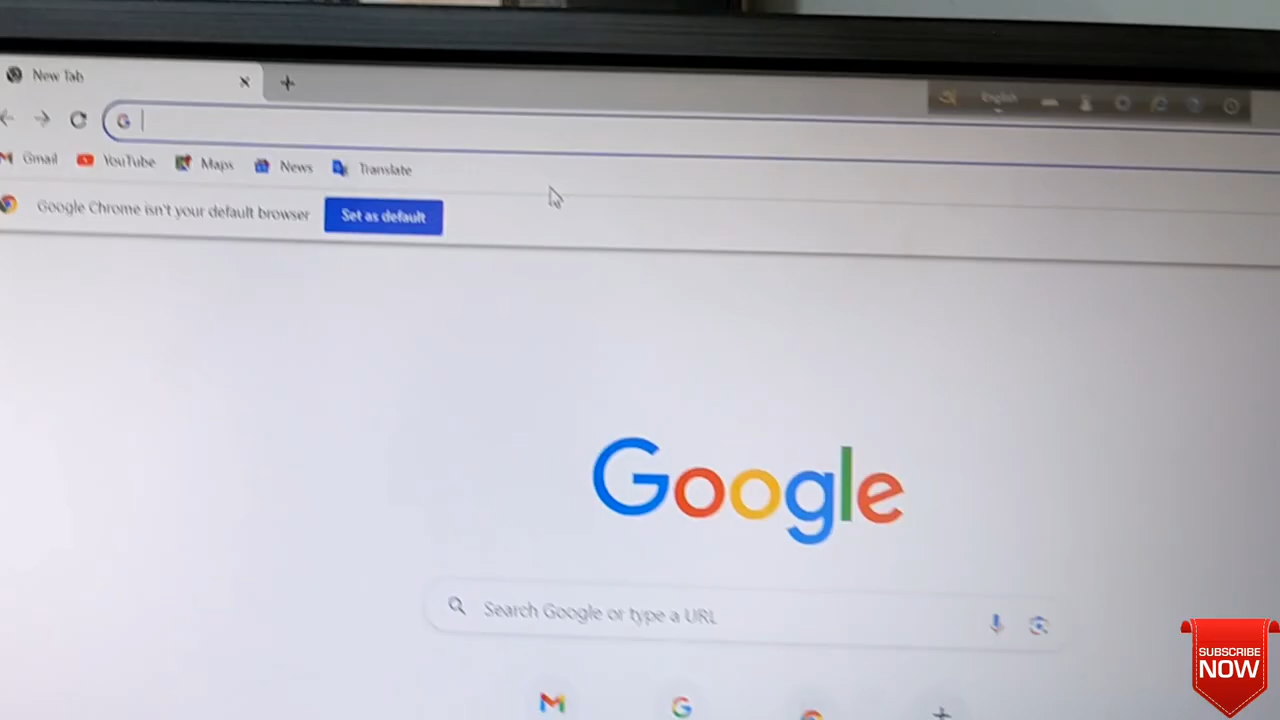 New Tab
English
Gmail YouTube Maps News Translate
Google Chrome isn't your default browser Set as default
Google
Search Google or type a URL
SUBSCRIBE
NOW